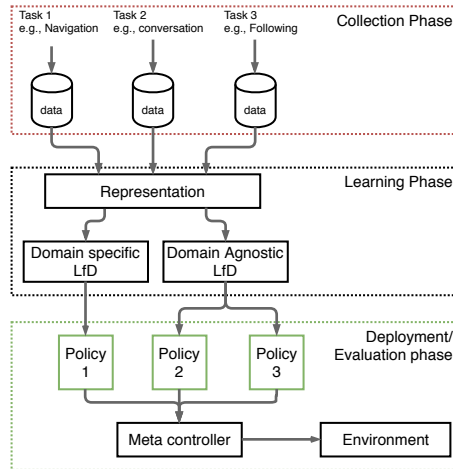 Task 1
e.g., Navigation
Task 2
e.g., conversation
Task 3
e.g., Following
Collection Phase
data
data
data
Representation
Learning Phase
Domain specific
LfD
Domain Agnostic
LfD
Deployment/
Evaluation phase
Policy
1
Policy
2
Policy
3
Meta controller
Environment